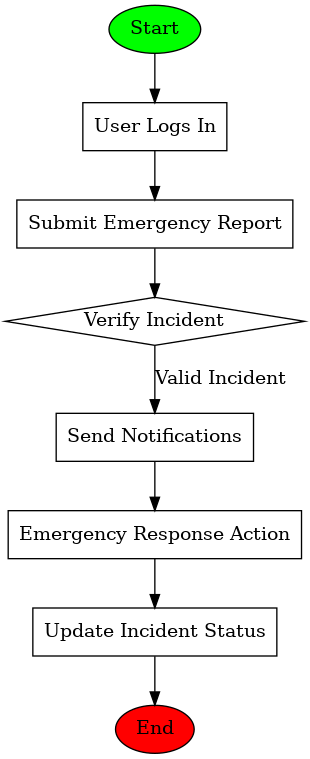 Start
User Logs In
Submit Emergency Report
Verify Incident
Valid Incident
Send Notifications
Emergency Response Action
Update Incident Status
End